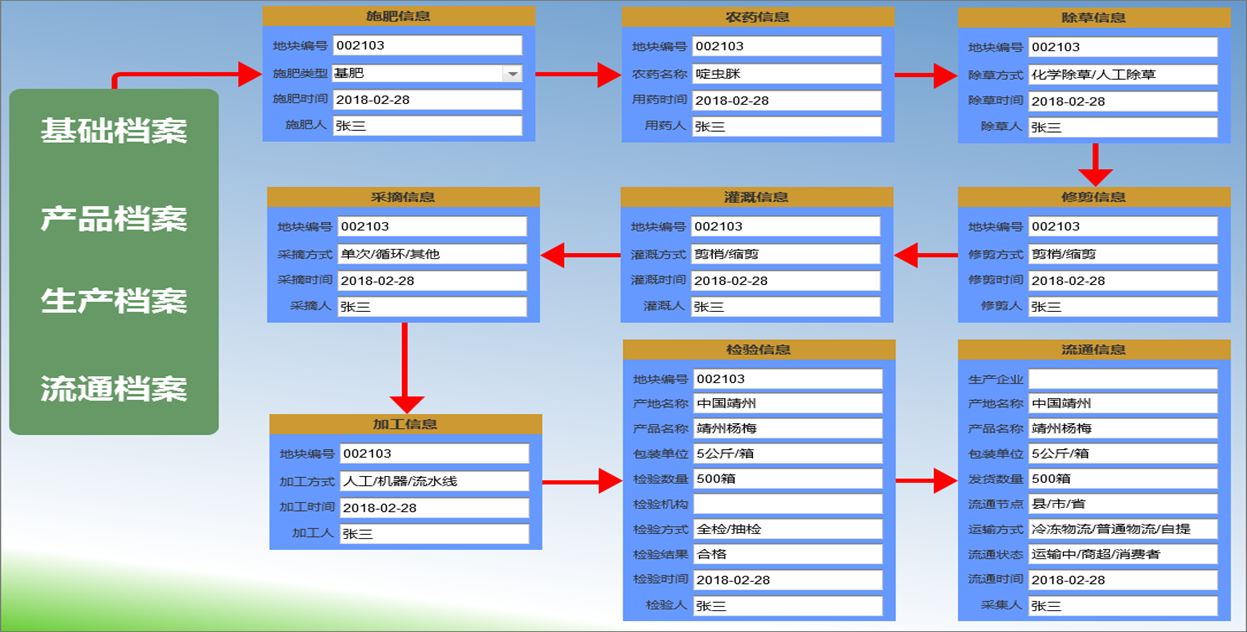 基础档案
产品档案
生产档案
流通档案
施肥信息
地块编号 002103
施肥类型 基肥
施肥时间 2018-02-28
施肥人 张三
农药信息
地块编号 002103
农药名称 啶虫脒
用药时间 2018-02-28
用药人 张三
除草信息
地块编号 002103
除草方式 化学除草/人工除草
除草时间 2018-02-28
除草人 张三
修剪信息
地块编号 002103
修剪方式 剪梢/缩剪
修剪时间 2018-02-28
修剪人 张三
灌溉信息
地块编号 002103
灌溉方式 剪梢/缩剪
灌溉时间 2018-02-28
灌溉人 张三
采摘信息
地块编号 002103
采摘方式 单次/循环/其他
采摘时间 2018-02-28
采摘人 张三
加工信息
地块编号 002103
加工方式 人工/机器/流水线
加工时间 2018-02-28
加工人 张三
检验信息
地块编号 002103
产地名称 中国靖州
产品名称 靖州杨梅
包装单位 5公斤/箱
检验数量 500箱
检验机构
检验方式 全检/抽检
检验结果 合格
检验时间 2018-02-28
检验人 张三
流通信息
生产企业
产地名称 中国靖州
产品名称 靖州杨梅
包装单位 5公斤/箱
发货数量 500箱
流通节点 县/市/省
运输方式 冷冻物流/普通物流/自提
流通状态 运输中/商超/消费者
流通时间 2018-02-28
采集人 张三